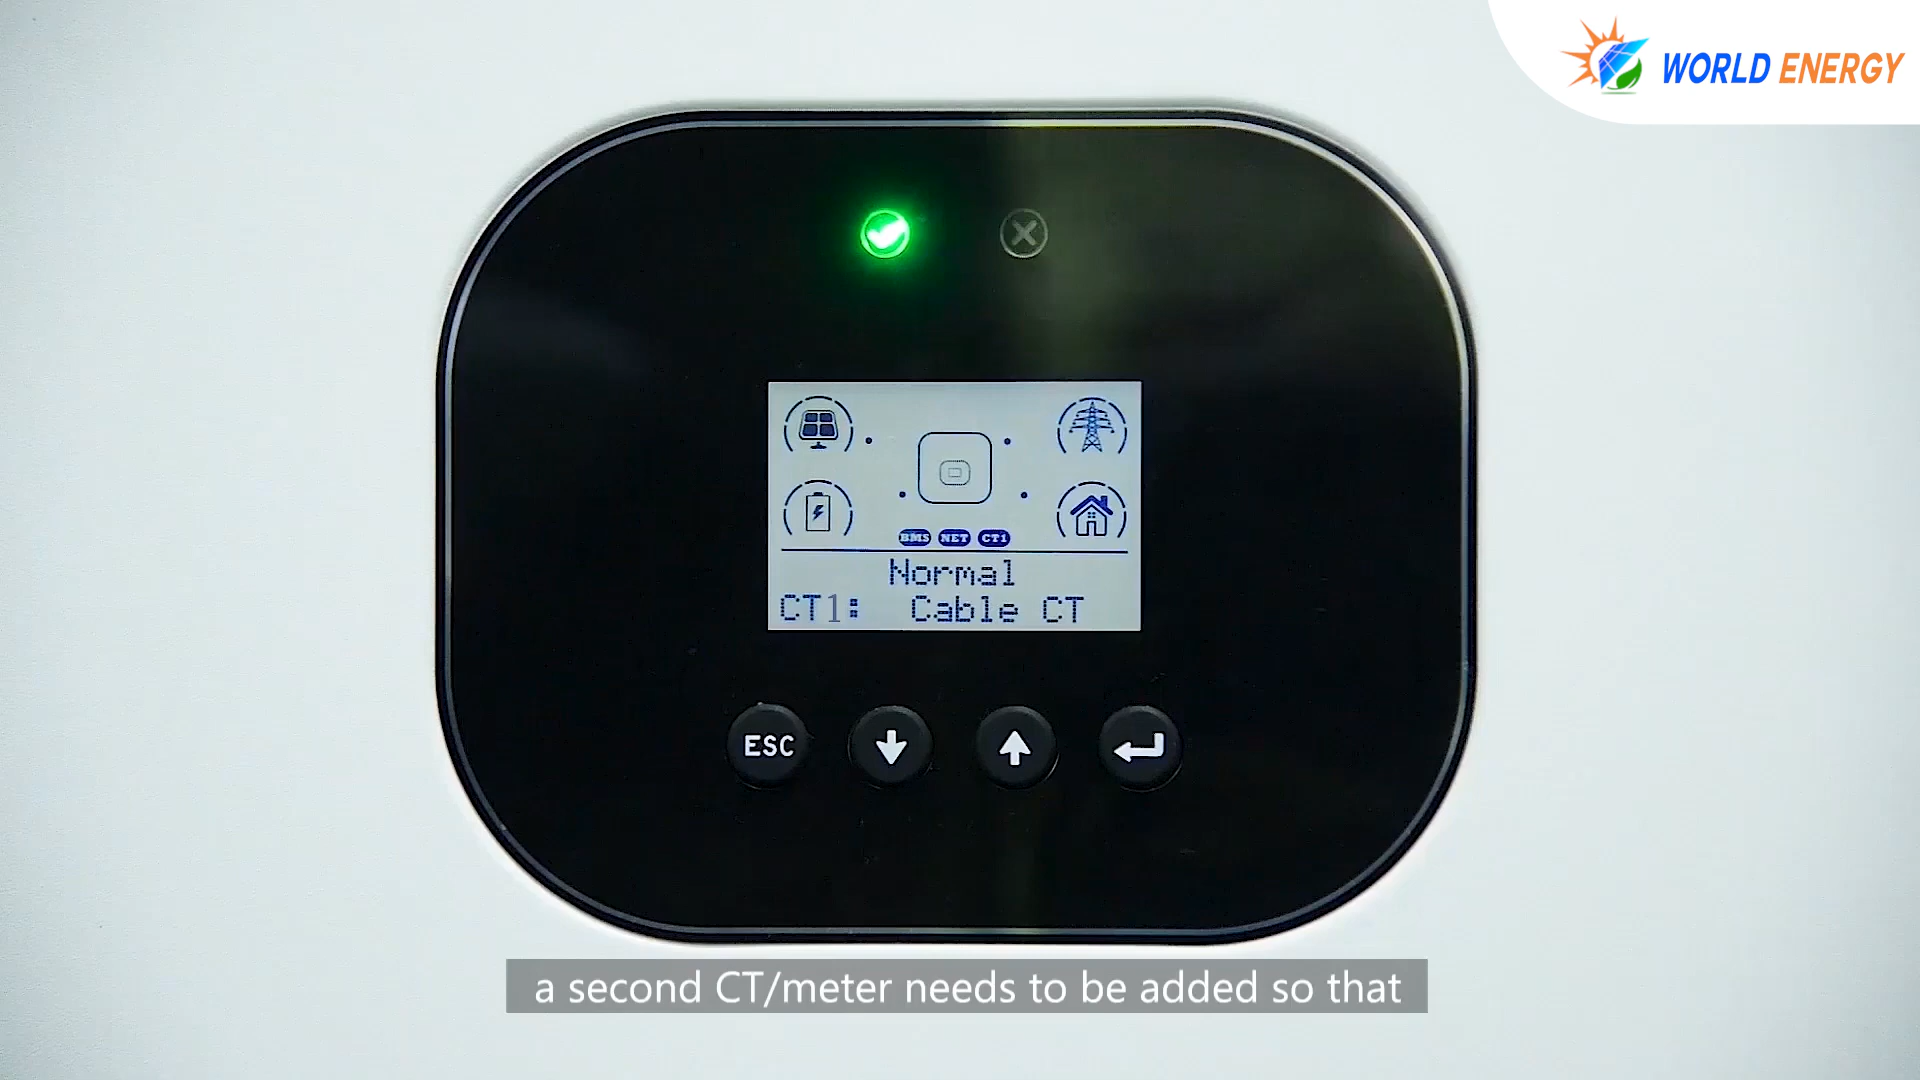 WORLD ENERGY
BMS NET CT1
Normal
CT1: Cable CT
ESC
a second CT/meter needs to be added so that